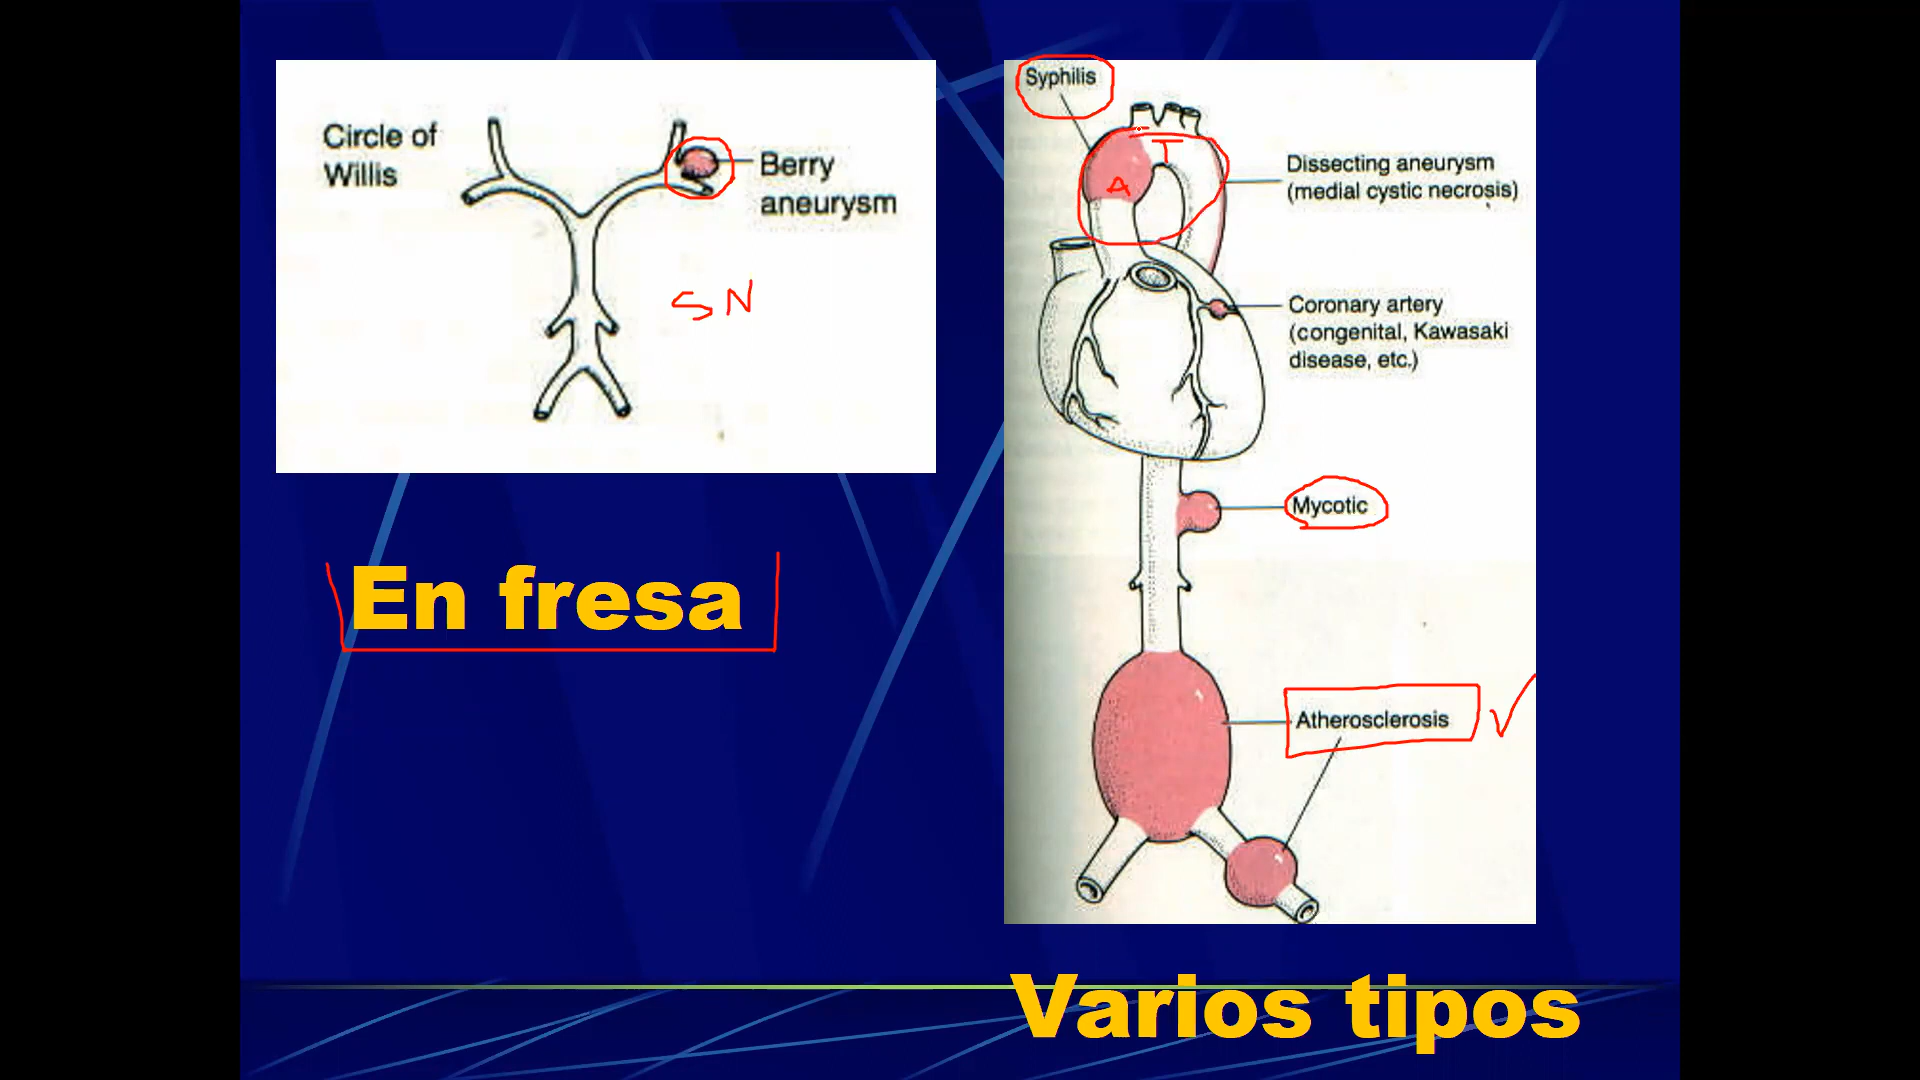 Circle of
Willis
Berry
aneurysm
S N
En fresa
Syphilis
T
A
Dissecting aneurysm
(medial cystic necrosis)
Coronary artery
(congenital, Kawasaki
disease, etc.)
Mycotic
Atherosclerosis
Varios tipos